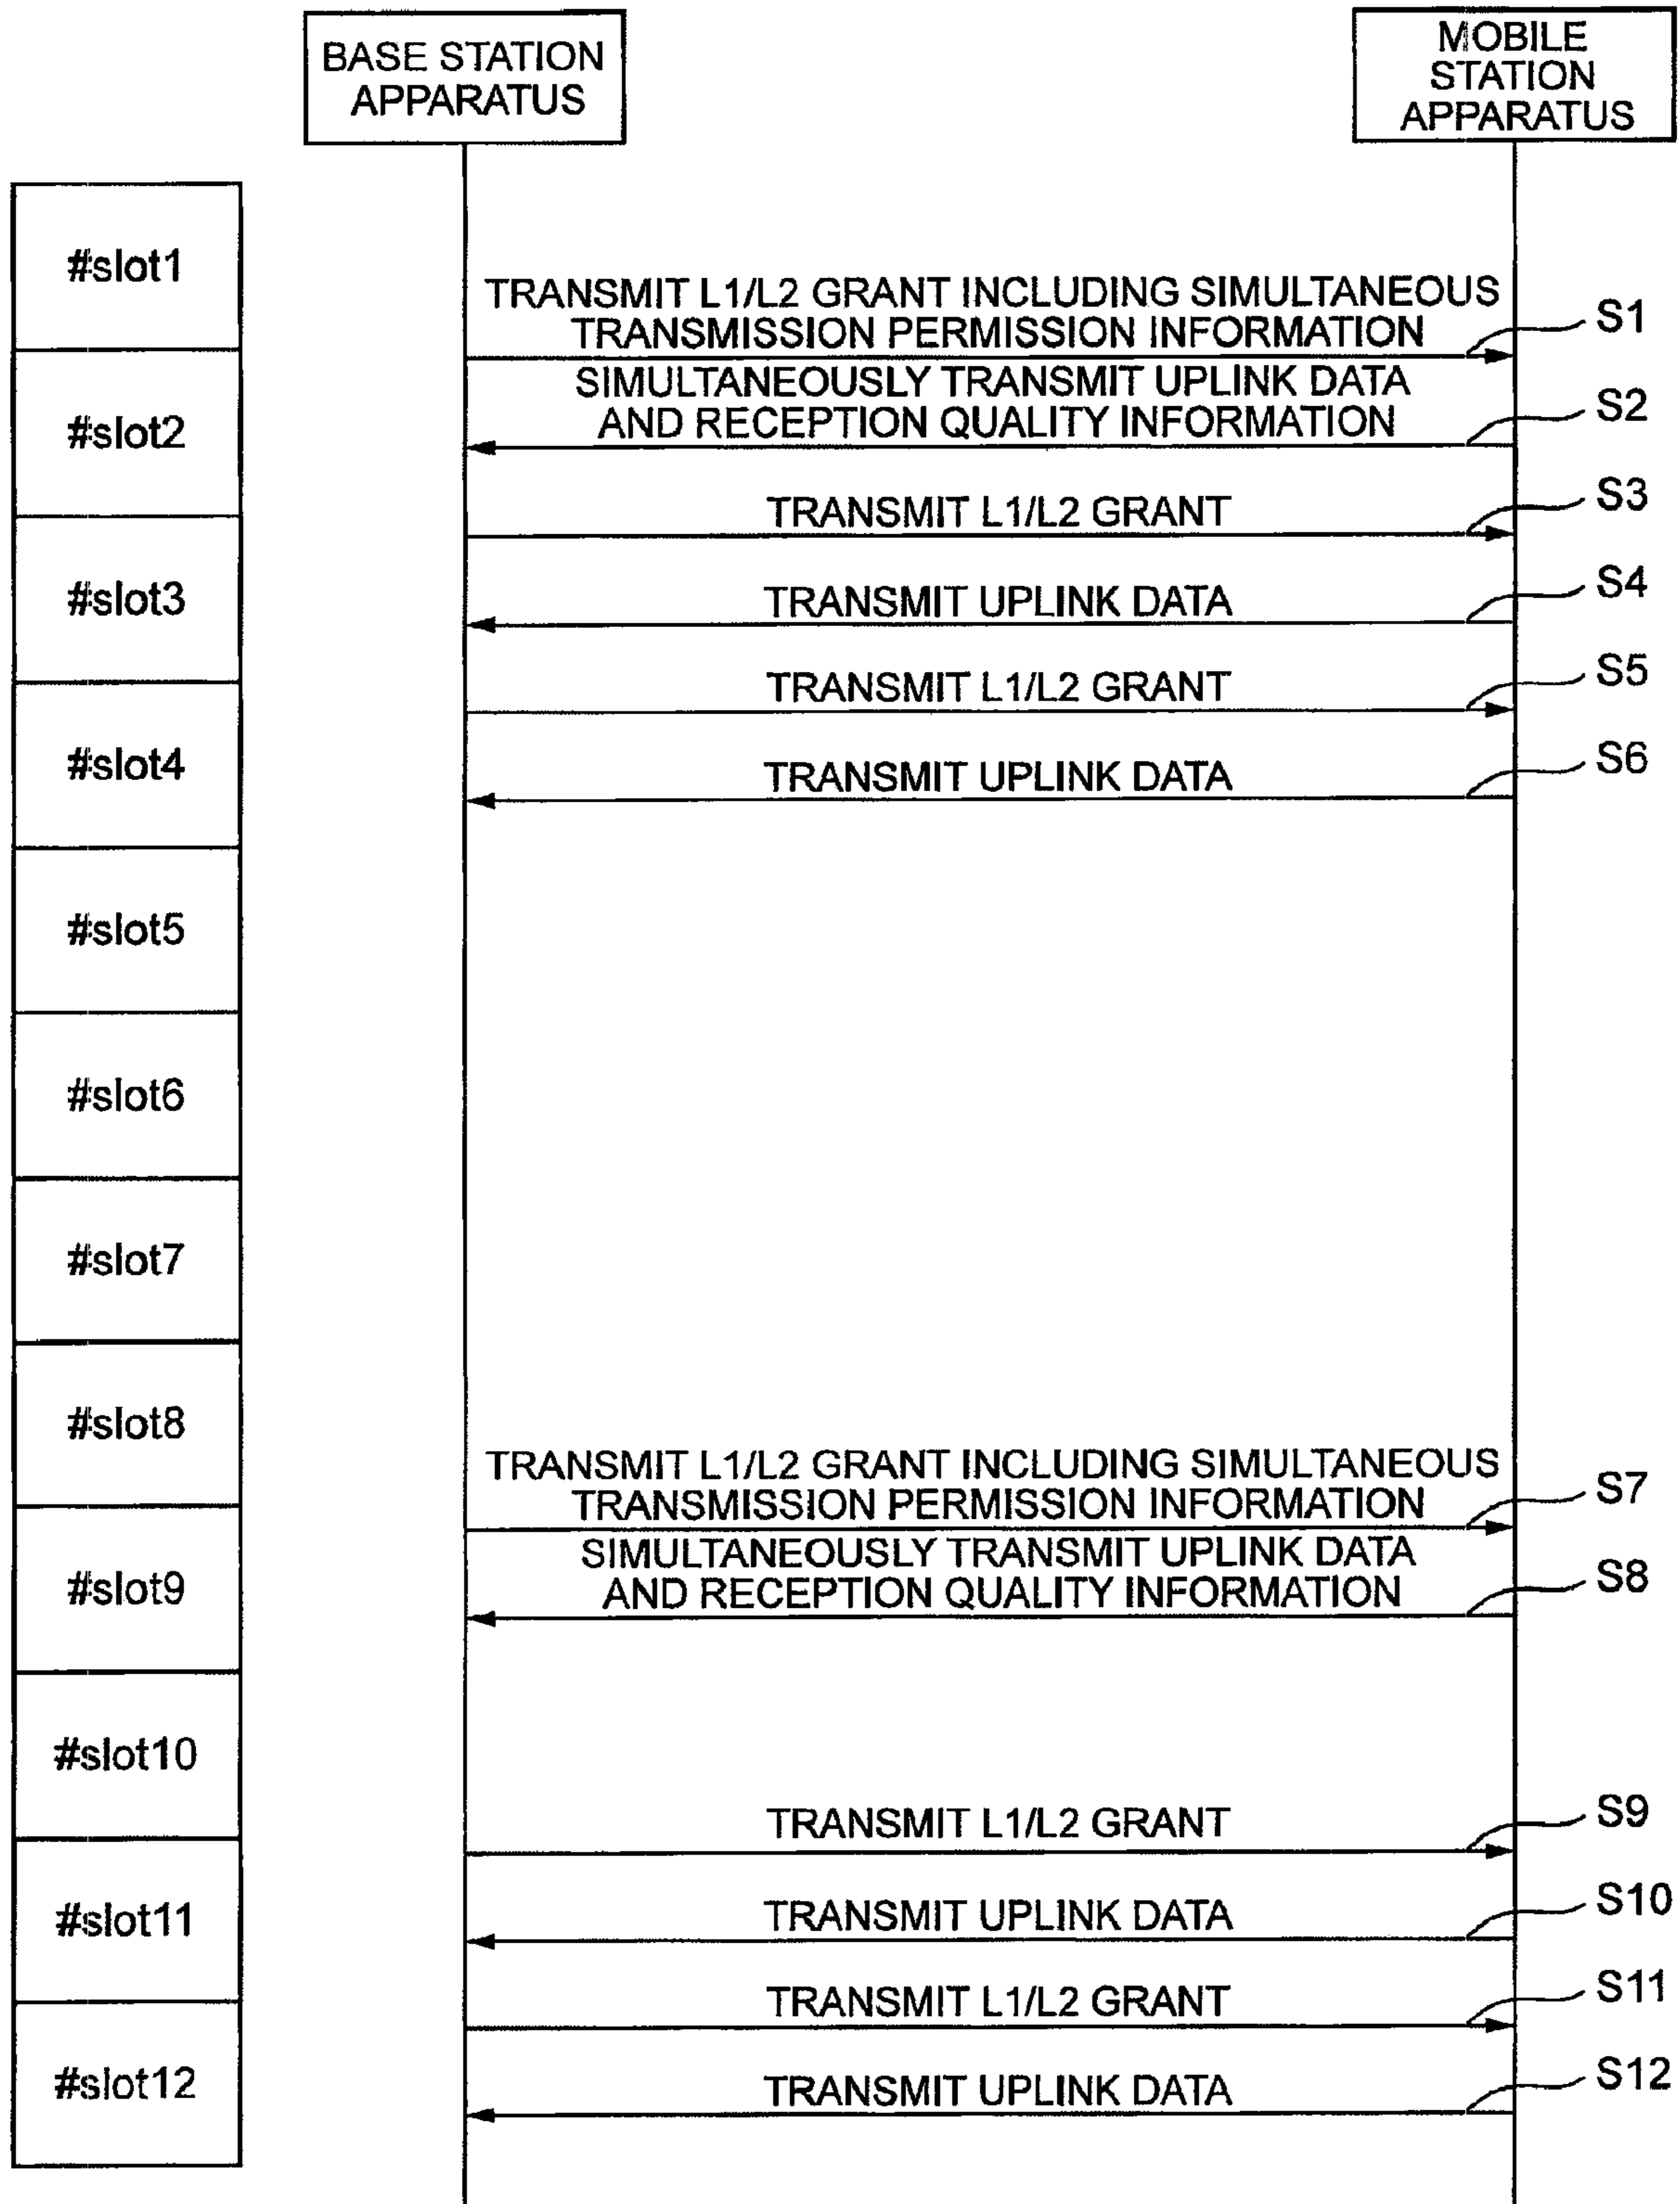 BASE STATION
APPARATUS
MOBILE
STATION
APPARATUS
#slot1
TRANSMIT L1/L2 GRANT INCLUDING SIMULTANEOUS
TRANSMISSION PERMISSION INFORMATION
S1
#slot2
SIMULTANEOUSLY TRANSMIT UPLINK DATA
AND RECEPTION QUALITY INFORMATION
S2
TRANSMIT L1/L2 GRANT
S3
#slot3
TRANSMIT UPLINK DATA
S4
TRANSMIT L1/L2 GRANT
S5
#slot4
TRANSMIT UPLINK DATA
S6
#slot5
#slot6
#slot7
#slot8
TRANSMIT L1/L2 GRANT INCLUDING SIMULTANEOUS
TRANSMISSION PERMISSION INFORMATION
S7
#slot9
SIMULTANEOUSLY TRANSMIT UPLINK DATA
AND RECEPTION QUALITY INFORMATION
S8
#slot10
TRANSMIT L1/L2 GRANT
S9
#slot11
TRANSMIT UPLINK DATA
S10
TRANSMIT L1/L2 GRANT
S11
#slot12
TRANSMIT UPLINK DATA
S12